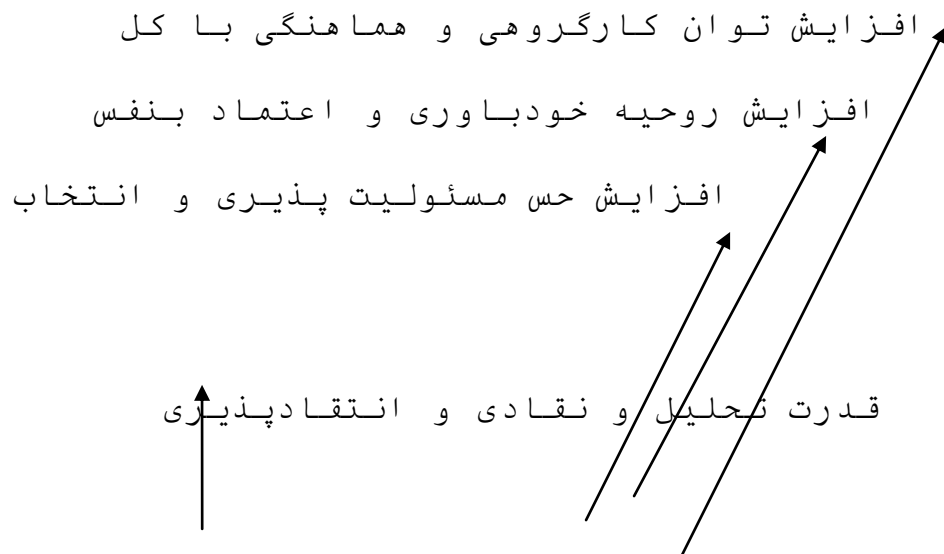 افزایش توان کارگروهی و هماهنگی با کل
افزایش روحیه خودباوری و اعتماد بنفس
افزایش حس مسئولیت پذیری و انتخاب
قدرت تحلیل و نقادی و انتقادپذیری